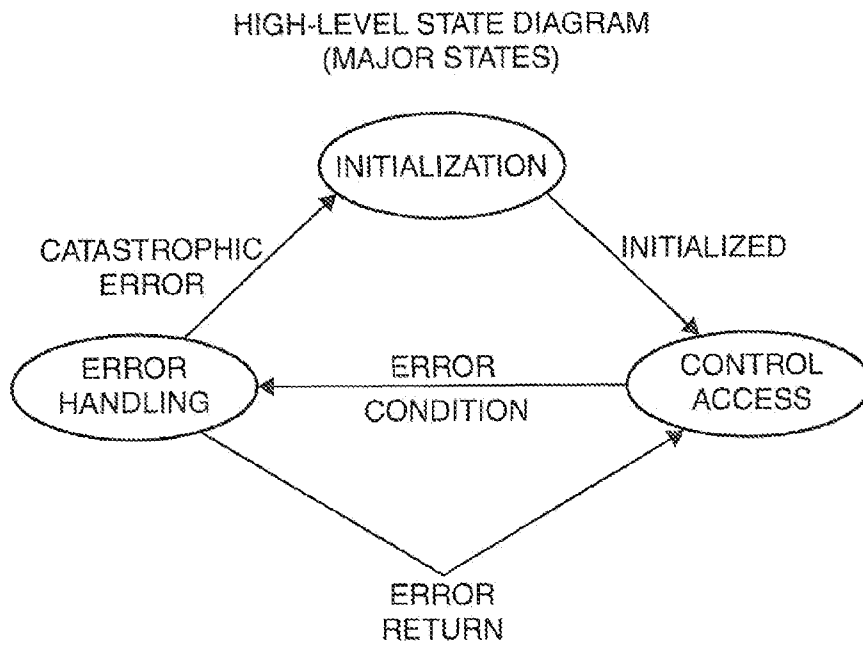 HIGH-LEVEL STATE DIAGRAM
(MAJOR STATES)
INITIALIZATION
CATASTROPHIC
ERROR
INITIALIZED
ERROR
HANDLING
ERROR
CONDITION
CONTROL
ACCESS
ERROR
RETURN